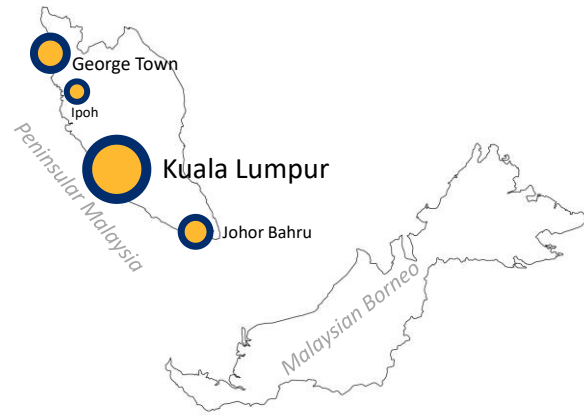 George Town
Ipoh
Kuala Lumpur
Peninsular Malaysia
Johor Bahru
Malaysian Borneo